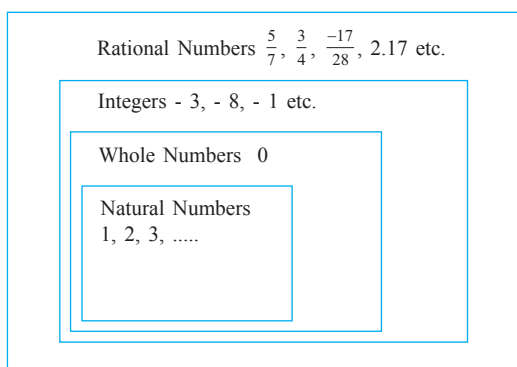 Rational Numbers 5/7, 3/4, -17/28, 2.17 etc.
Integers - 3, - 8, - 1 etc.
Whole Numbers 0
Natural Numbers
1, 2, 3, .....